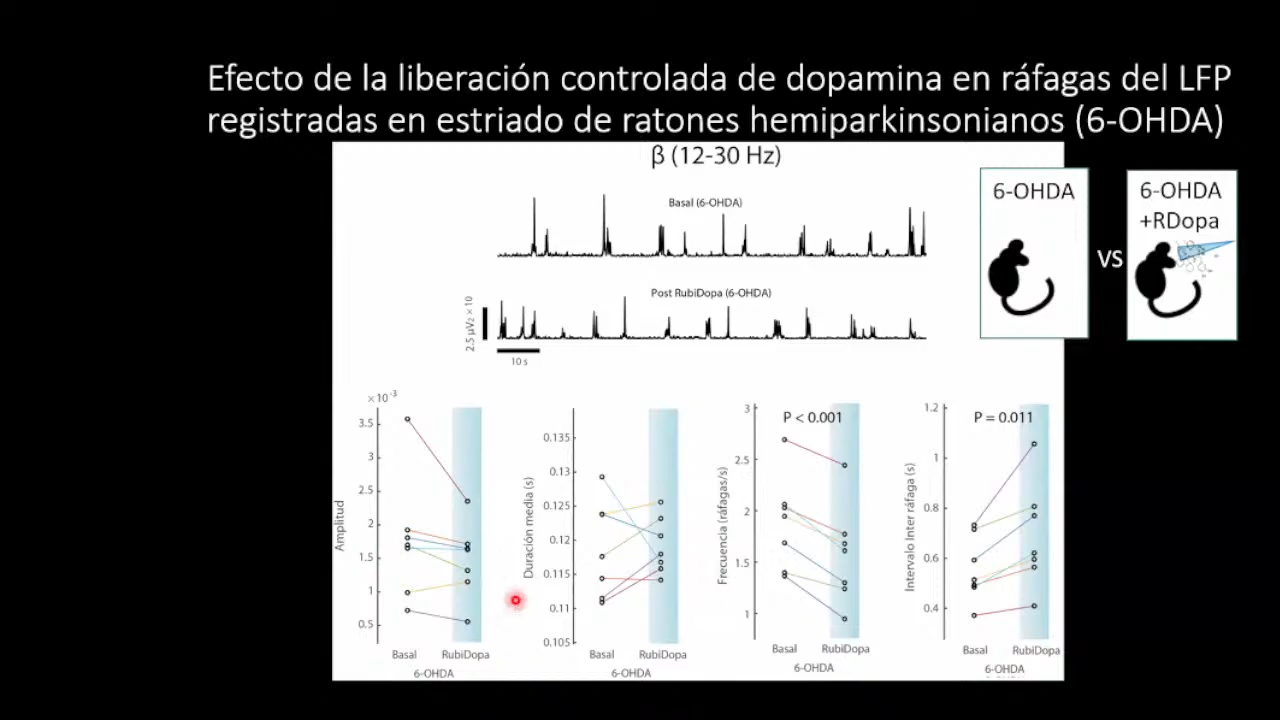 Efecto de la liberación controlada de dopamina en ráfagas del LFP
registradas en estriado de ratones hemiparkinsonianos (6-OHDA)
β (12-30 Hz)
6-OHDA
vs
6-OHDA
+RDopa
Basal (6-OHDA)
Post RubiDopa (6-OHDA)
2.5 µV2 × 10
10 s
×10-3
Amplitud
3.5
3
2.5
2
1.5
1
0.5
Basal RubiDopa
6-OHDA
Duración media (s)
0.135
0.13
0.125
0.12
0.115
0.11
0.105
Basal RubiDopa
6-OHDA
P < 0.001
Frecuencia (ráfagas/s)
3
2.5
2
1.5
1
Basal RubiDopa
6-OHDA
P = 0.011
Intervalo Inter ráfaga (s)
1.2
1
0.8
0.6
0.4
Basal RubiDopa
6-OHDA